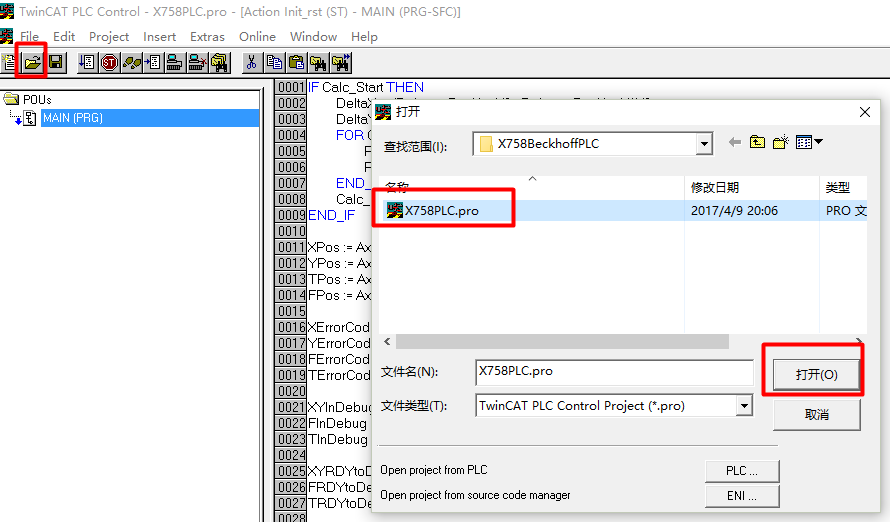 TwinCAT PLC Control - X758PLC.pro - [Action Init_rst (ST) - MAIN (PRG-SFC)]
File Edit Project Insert Extras Online Window Help
POUs
MAIN (PRG)
0001 IF Calc_Start THEN
0002
0003
0004 FOR
0005
0006
0007 END_
0008 Calc_
0009 END_IF
0010
0011 XPos := Ax
0012 YPos := Ax
0013 TPos := Ax
0014 FPos := Ax
0015
0016 XErrorCod
0017 YErrorCod
0018 FErrorCod
0019 TErrorCod
0020
0021 XYInDebug
0022 FInDebug
0023 TInDebug
0024
0025 XYRDYtoDe
0026 FRDYtoDe
0027 TRDYtoDe
0028
打开
查找范围(I): X758BeckhoffPLC
名称 修改日期 类型
X758PLC.pro 2017/4/9 20:06 PRO 文
文件名(N): X758PLC.pro 打开(O)
文件类型(T): TwinCAT PLC Control Project (*.pro) 取消
Open project from PLC PLC ...
Open project from source code manager ENI ...